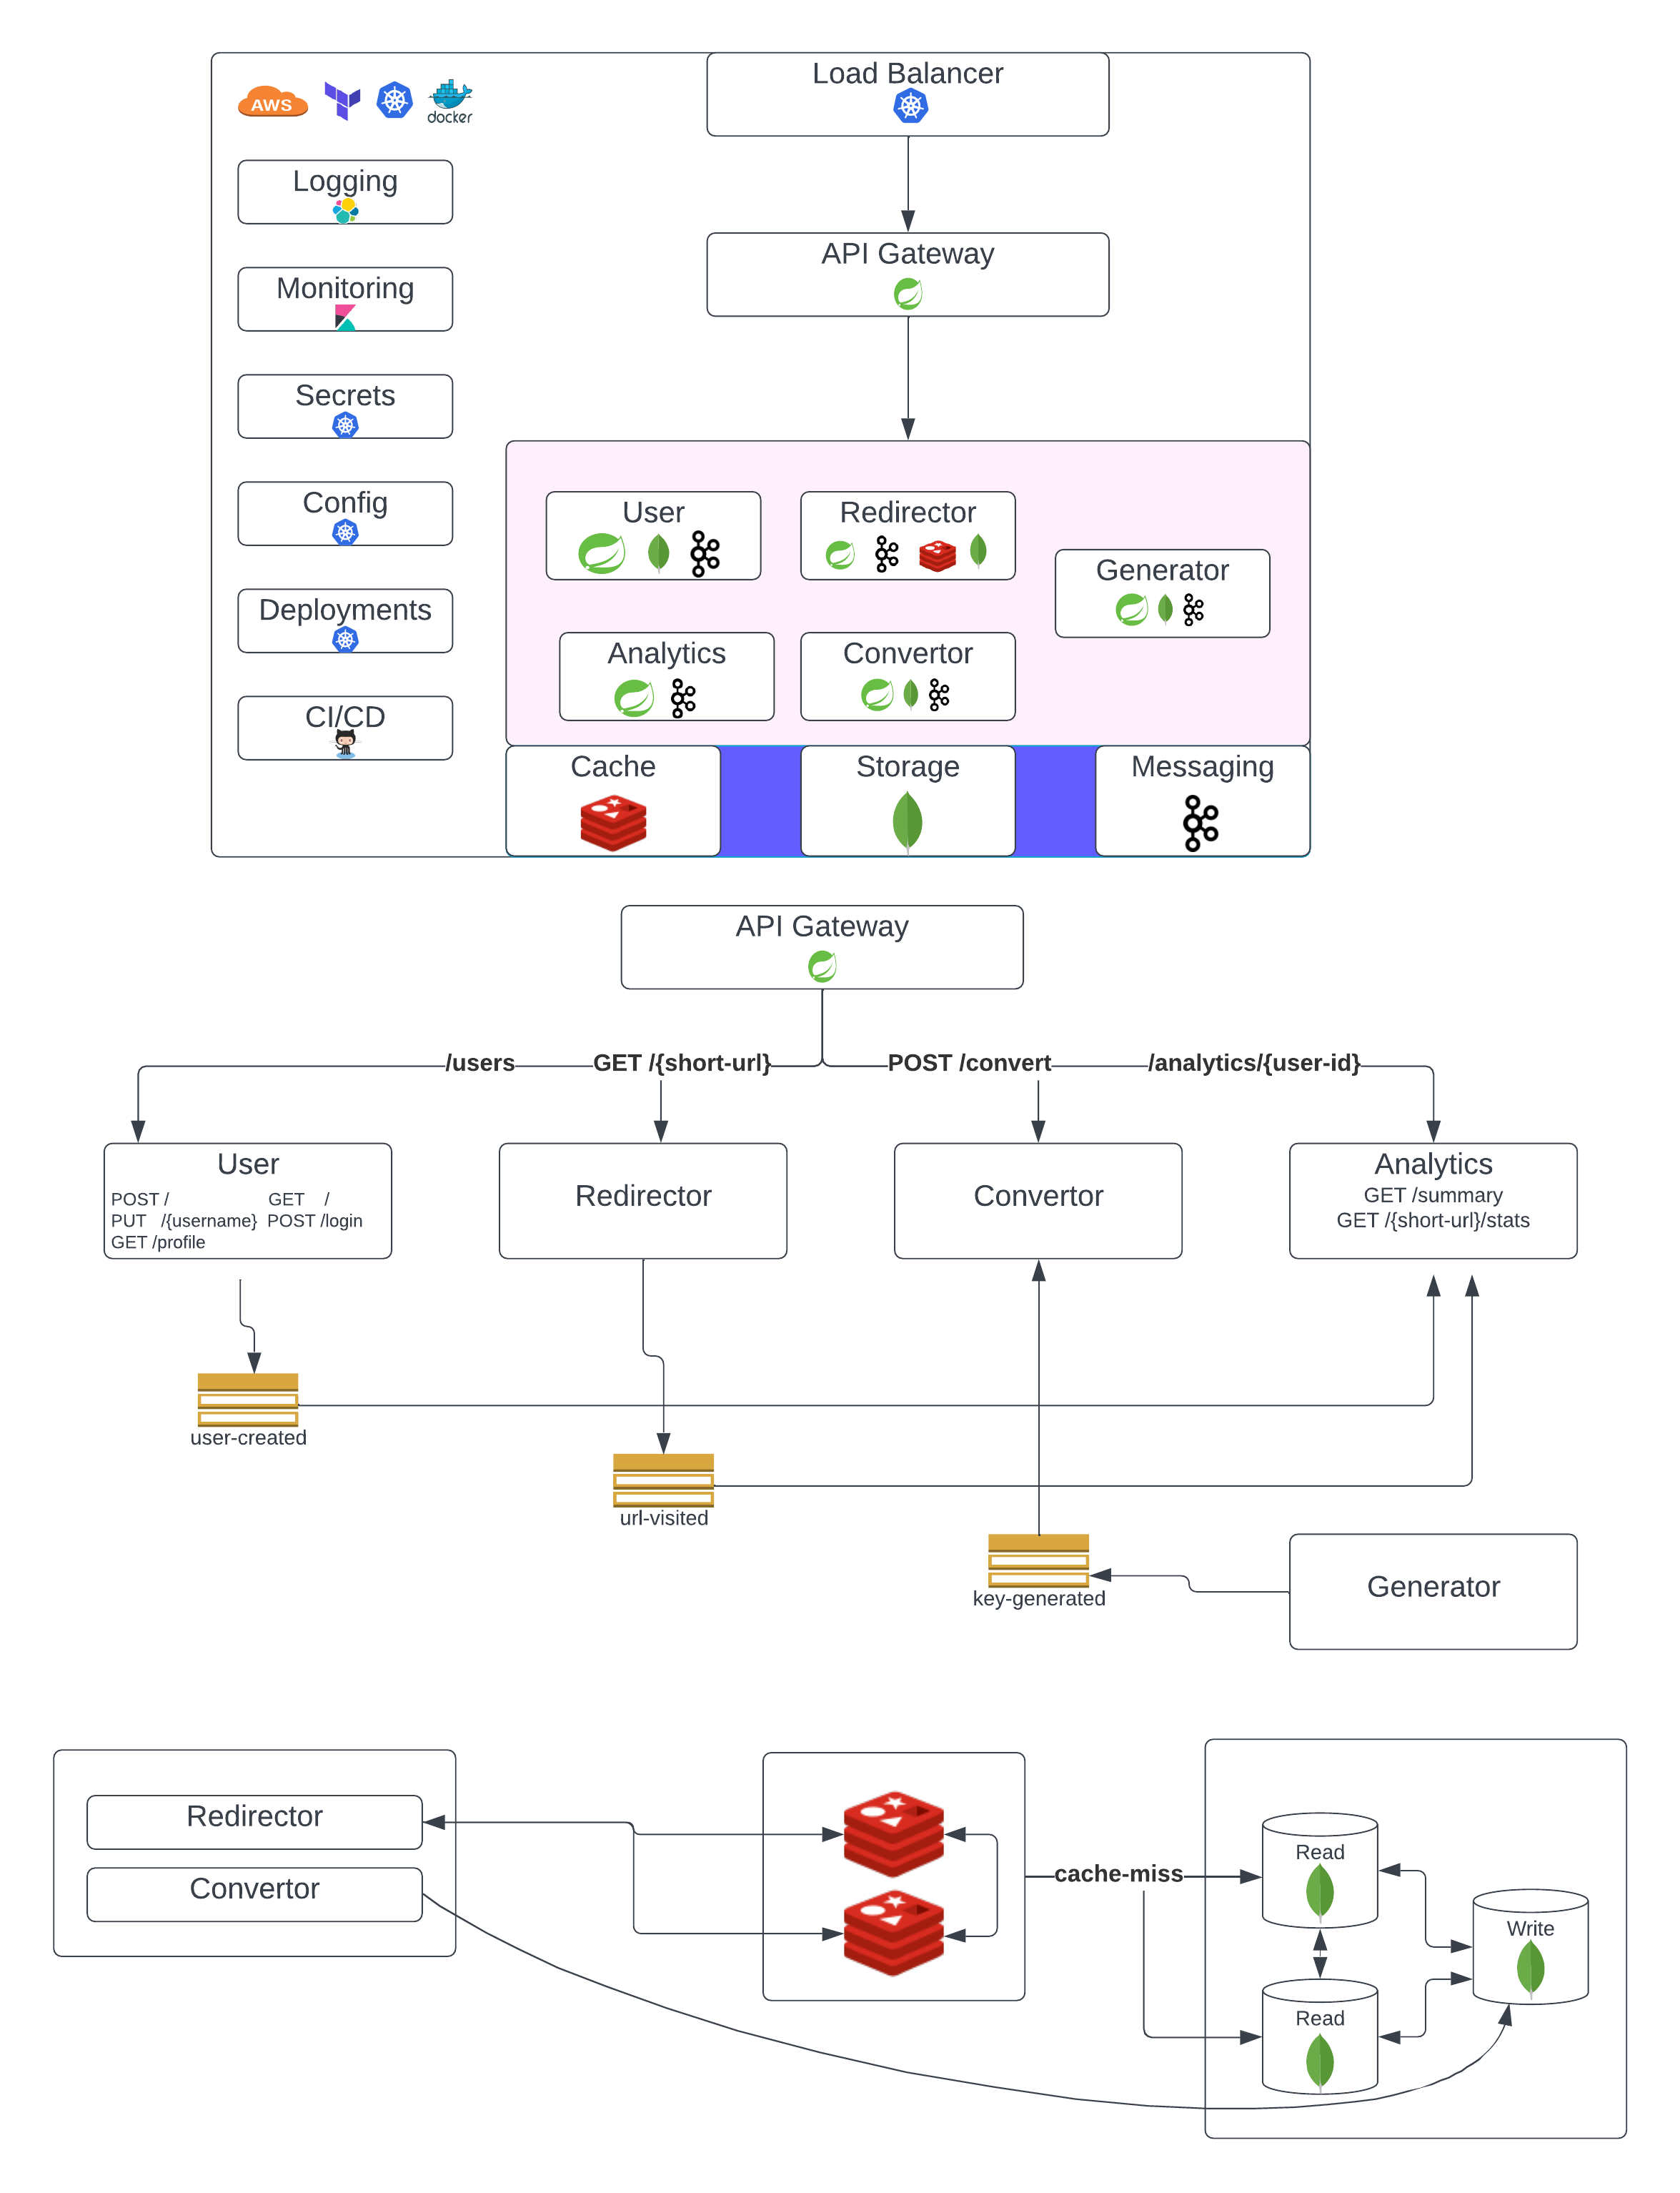 Load Balancer
AWS
docker
Logging
Monitoring
Secrets
Config
Deployments
CI/CD
API Gateway
User
Redirector
Generator
Analytics
Convertor
Cache
Storage
Messaging
API Gateway
/users
GET /{short-url}
POST /convert
/analytics/{user-id}
User
POST / GET /
PUT /{username} POST /login
GET /profile
Redirector
Convertor
Analytics
GET /summary
GET /{short-url}/stats
user-created
url-visited
key-generated
Generator
Redirector
Convertor
cache-miss
Read
Write
Read